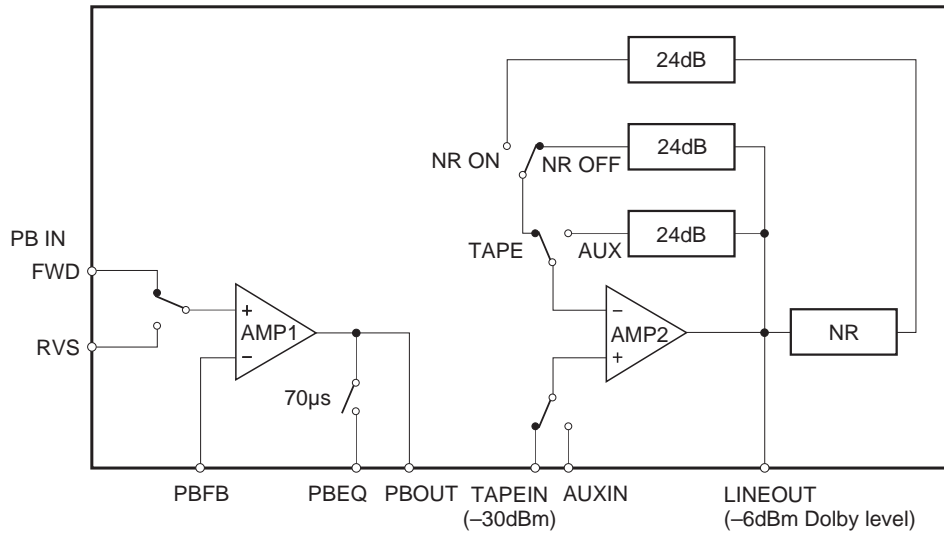 24dB
NR ON
NR OFF
24dB
PB IN
TAPE
AUX
24dB
FWD
+
AMP1
−
−
AMP2
+
NR
RVS
70µs
PBFB
PBEQ
PBOUT
TAPEIN
(–30dBm)
AUXIN
LINEOUT
(–6dBm Dolby level)